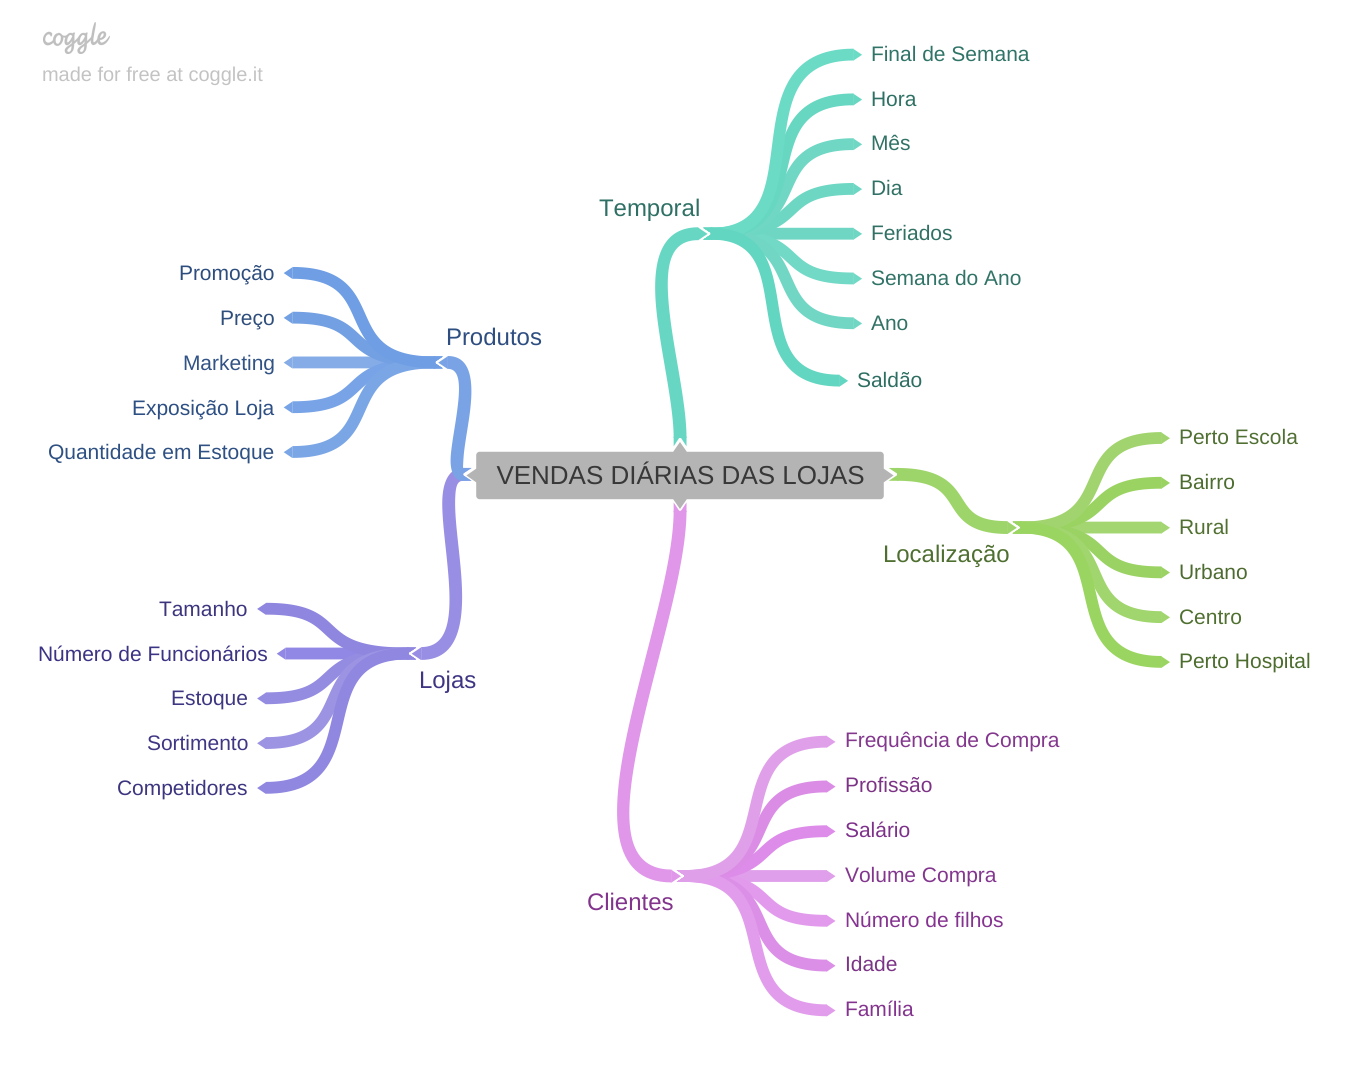 coggle
made for free at coggle.it
Final de Semana
Hora
Mês
Dia
Temporal
Feriados
Semana do Ano
Ano
Saldão
Promoção
Preço
Produtos
Marketing
Exposição Loja
Quantidade em Estoque
VENDAS DIÁRIAS DAS LOJAS
Perto Escola
Bairro
Rural
Localização
Urbano
Centro
Perto Hospital
Tamanho
Número de Funcionários
Lojas
Estoque
Sortimento
Competidores
Frequência de Compra
Profissão
Salário
Volume Compra
Clientes
Número de filhos
Idade
Família